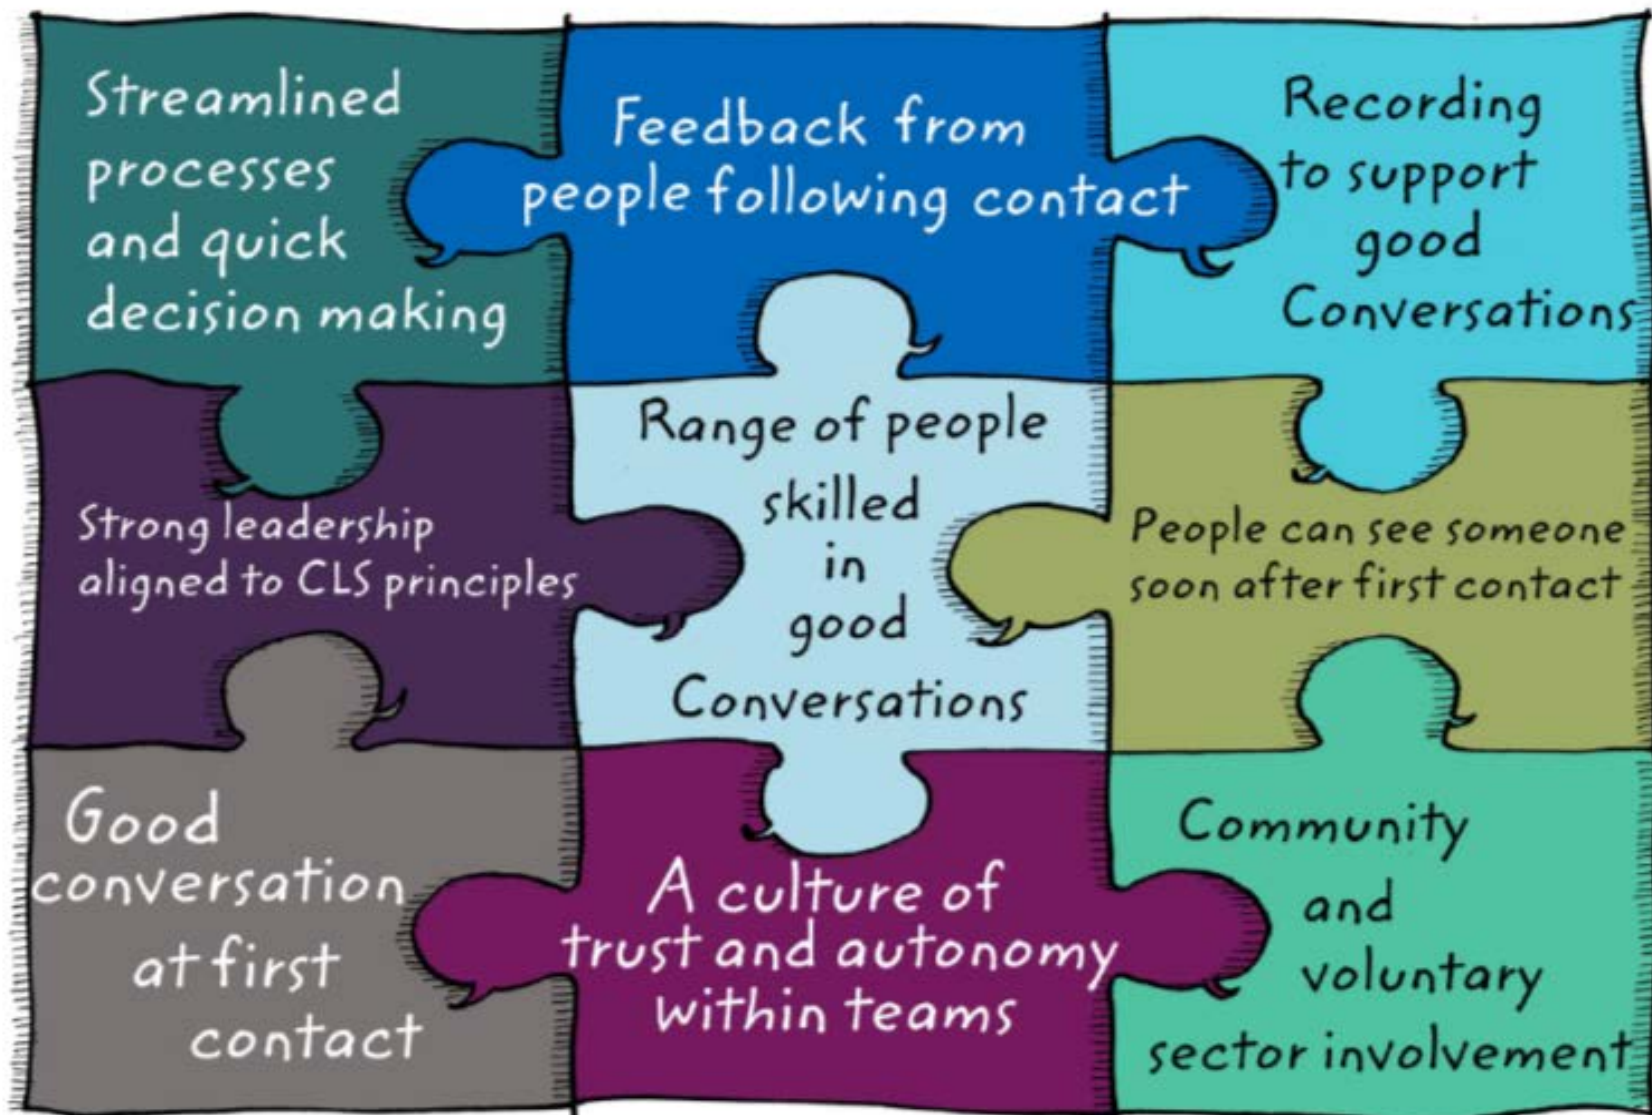 Streamlined
processes
and quick
decision making
Feedback from
people following contact
Recording
to support
good
Conversations
Strong leadership
aligned to CLS principles
Range of people
skilled
in
good
Conversations
People can see someone
soon after first contact
Good
conversation
at first
contact
A culture of
trust and autonomy
within teams
Community
and
voluntary
sector involvement